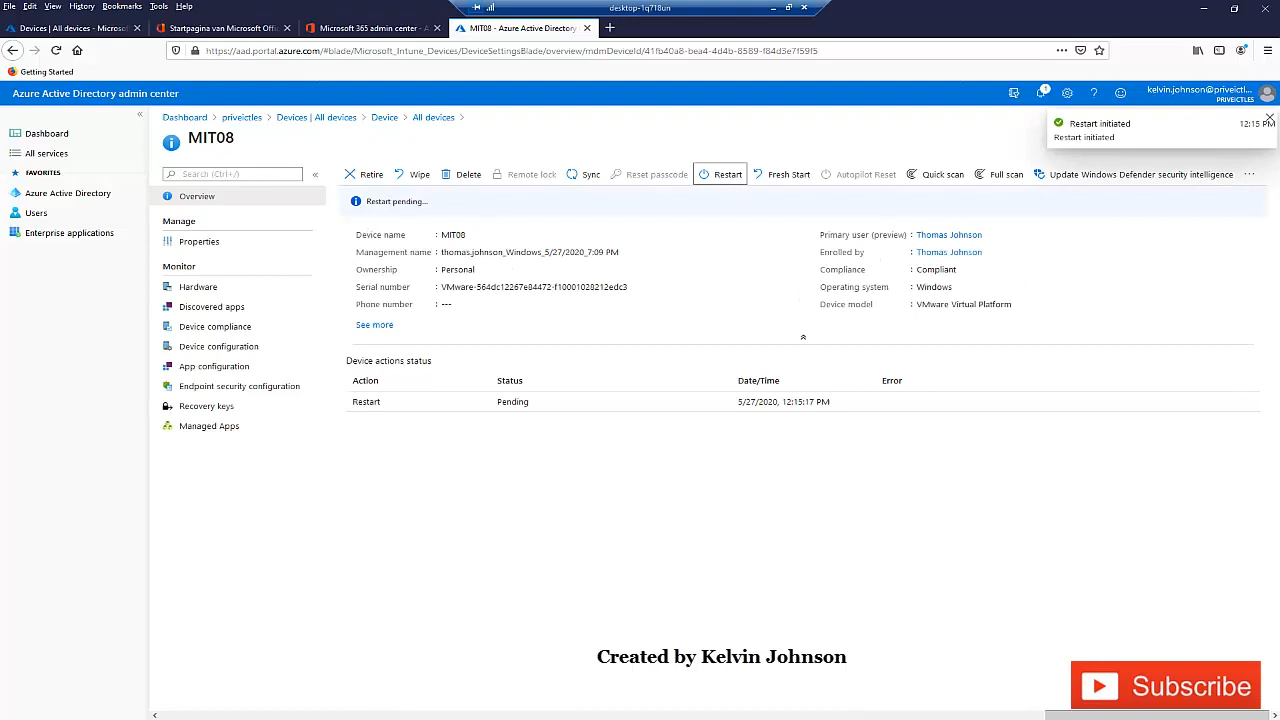 File Edit View History Bookmarks Tools Help
desktop-1q718un
Devices | All devices - Microsof
Startpagina van Microsoft Offi
Microsoft 365 admin center - A
MIT08 - Azure Active Directory
https://aad.portal.azure.com/#blade/Microsoft_Intune_Devices/DeviceSettingsBlade/overview/mdmDeviceId/41fb40a8-bea4-4d4b-8589-f84d3e7f59f5
Getting Started
Azure Active Directory admin center
1
kelvin.johnson@priveictl...
PRIVEICTLES
Dashboard
All services
FAVORITES
Azure Active Directory
Users
Enterprise applications
Dashboard > priveictles > Devices | All devices > Device > All devices >
MIT08
Restart initiated 12:15 PM
Restart initiated
Search (Ctrl+/)
Overview
Manage
Properties
Monitor
Hardware
Discovered apps
Device compliance
Device configuration
App configuration
Endpoint security configuration
Recovery keys
Managed Apps
Retire Wipe Delete Remote lock Sync Reset passcode Restart Fresh Start Autopilot Reset Quick scan Full scan Update Windows Defender security intelligence ...
Restart pending...
Device name : MIT08
Management name : thomas.johnson_Windows_5/27/2020_7:09 PM
Ownership : Personal
Serial number : VMware-564dc12267e84472-f10001028212edc3
Phone number : ---
See more
Primary user (preview) : Thomas Johnson
Enrolled by : Thomas Johnson
Compliance : Compliant
Operating system : Windows
Device model : VMware Virtual Platform
Device actions status
Action Status Date/Time Error
Restart Pending 5/27/2020, 12:15:17 PM
Created by Kelvin Johnson
Subscribe